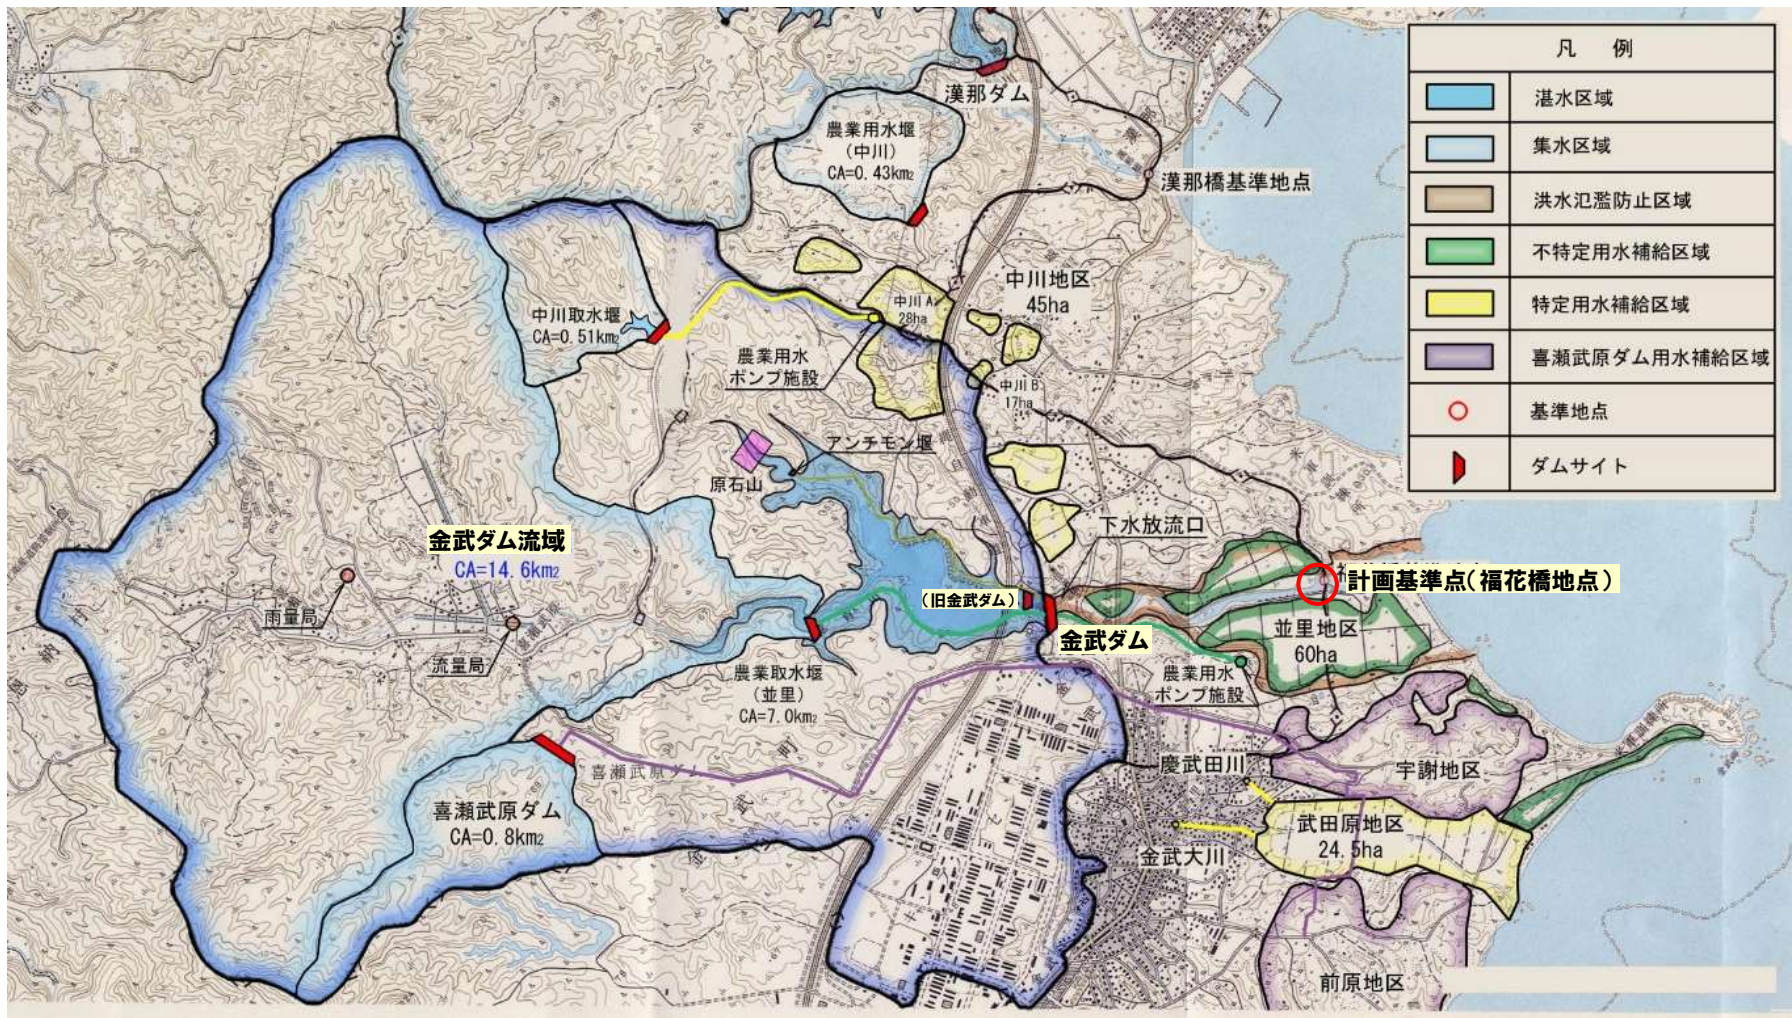 凡 例
湛水区域
集水区域
洪水氾濫防止区域
不特定用水補給区域
特定用水補給区域
喜瀬武原ダム用水補給区域
基準地点
ダムサイト
漢那ダム
農業用水堰
（中川）
CA=0.43km2
漢那橋基準地点
中川地区
45ha
中川取水堰
CA=0.51km2
中川 A
28ha
農業用水
ポンプ施設
中川 B
17ha
アンチモン堰
原石山
下水放流口
金武ダム流域
CA=14.6km2
計画基準点（福花橋地点）
（旧金武ダム）
雨量局
金武ダム
並里地区
60ha
流量局
農業取水堰
（並里）
CA=7.0km2
農業用水
ポンプ施設
喜瀬武原ダム
慶武田川
宇謝地区
喜瀬武原ダム
CA=0.8km2
武田原地区
24.5ha
金武大川
前原地区